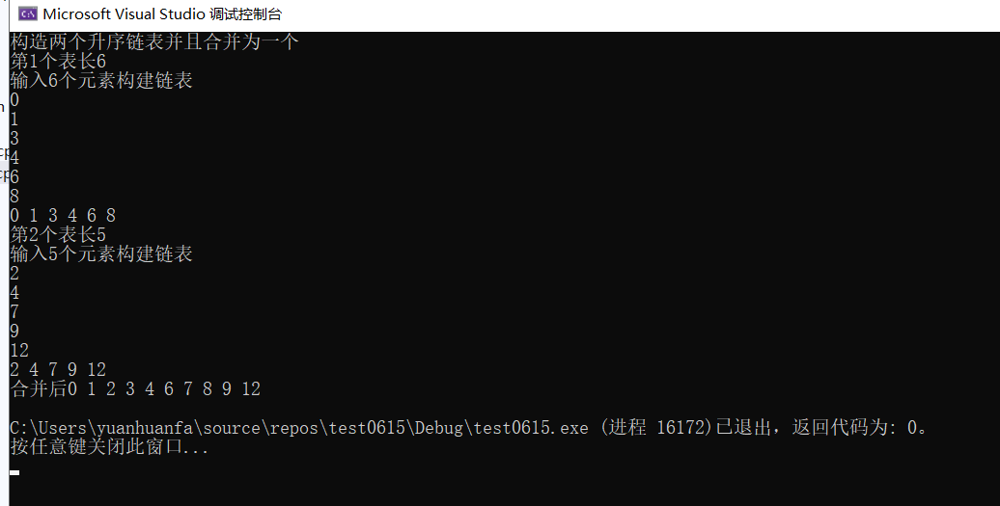 Microsoft Visual Studio 调试控制台
构造两个升序链表并且合并为一个
第1个表长6
输入6个元素构建链表
0
1
3
4
6
8
0 1 3 4 6 8
第2个表长5
输入5个元素构建链表
2
4
7
9
12
2 4 7 9 12
合并后0 1 2 3 4 6 7 8 9 12
C:\Users\yuanhuanfa\source\repos\test0615\Debug\test0615.exe (进程 16172)已退出，返回代码为: 0。
按任意键关闭此窗口...